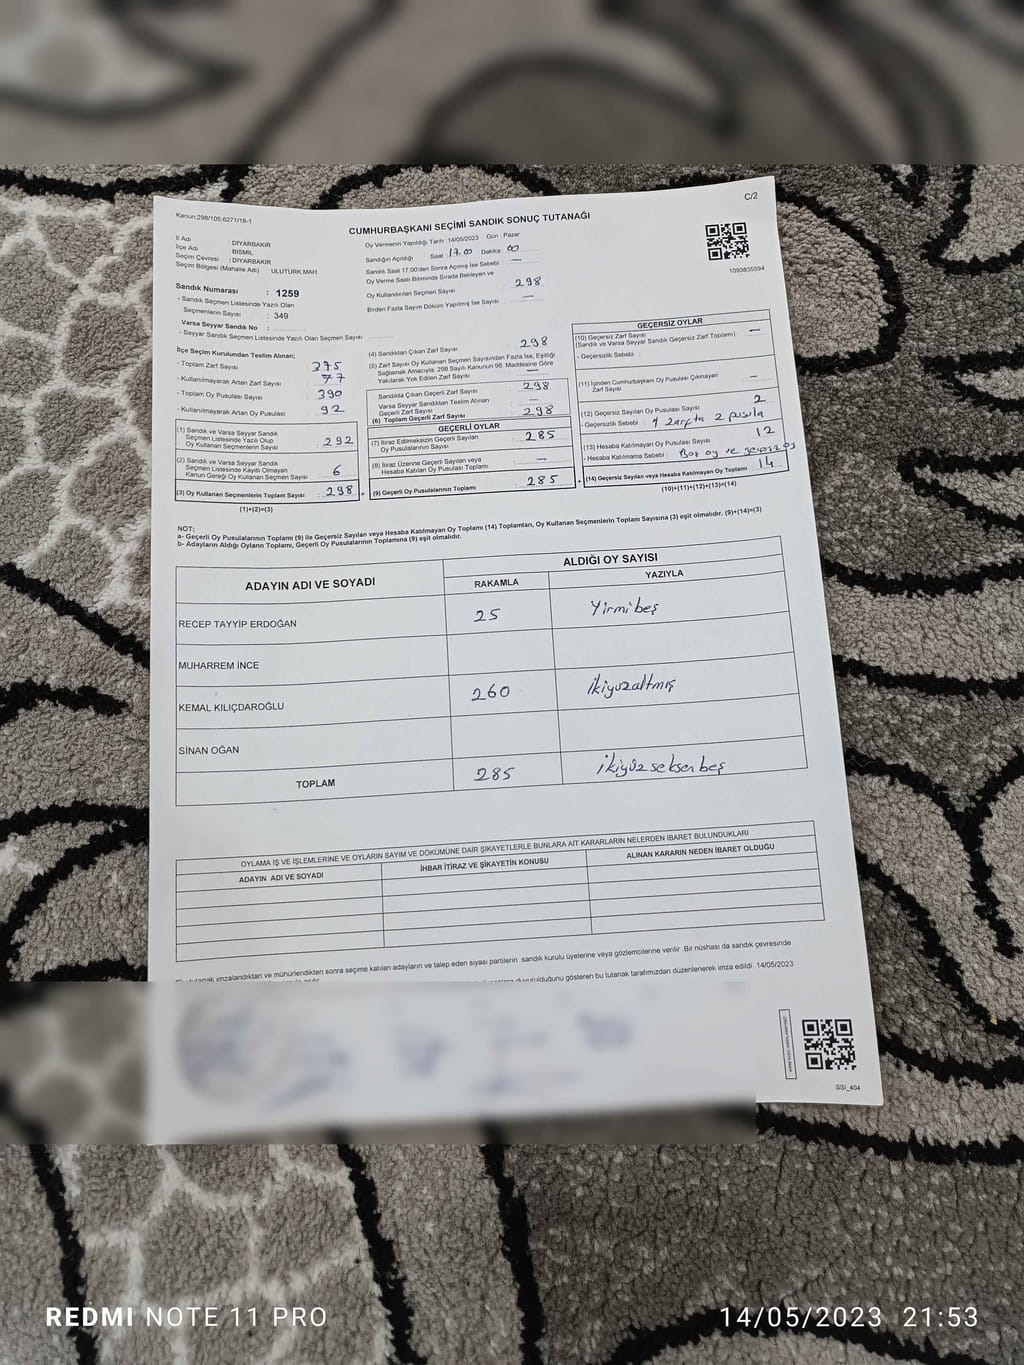 C/2
Kanun:298/105:6271/18-1
CUMHURBAŞKANI SEÇİMİ SANDIK SONUÇ TUTANAĞI
1093835594
İl Adı : DİYARBAKIR
İlçe Adı : BİSMİL
Seçim Çevresi : DİYARBAKIR
Seçim Bölgesi (Mahalle Adı) : ULUTÜRK MAH.
Sandık Numarası : 1259
- Sandık Seçmen Listesinde Yazılı Olan
Seçmenlerin Sayısı : 349
Varsa Seyyar Sandık No :
- Seyyar Sandık Seçmen Listesinde Yazılı Olan Seçmen Sayısı :
Oy Vermenin Yapıldığı Tarih : 14/05/2023 Gün : Pazar
Sandığın Açıldığı Saat : 17.00 Dakika : 00
Sandık Saat 17.00'den Sonra Açımış İse Sebebi : —
Oy Verme Saati Bitiminde Sırada Bekleyen ve
Oy Kullandırılan Seçmen Sayısı : 298
Birden Fazla Sayım Döküm Yapılmış İse Sayısı : —
İlçe Seçim Kurulundan Teslim Alınan;
- Toplam Zarf Sayısı : 375
- Kullanılmayarak Artan Zarf Sayısı : 77
- Toplam Oy Pusulası Sayısı : 390
- Kullanılmayarak Artan Oy Pusulası : 92
(1) Sandık ve Varsa Seyyar Sandık
Seçmen Listesinde Yazılı Olup
Oy Kullanan Seçmenlerin Sayısı : 292
(2) Sandık ve Varsa Seyyar Sandık
Seçmen Listesinde Kayıtlı Olmayan
Kanun Gereği Oy Kullanan Seçmen Sayısı : 6
(3) Oy Kullanan Seçmenlerin Toplam Sayısı : 298
(1)+(2)=(3)
(4) Sandıktan Çıkan Zarf Sayısı : 298
(5) Zarf Sayısı Oy Kullanan Seçmen Sayısından Fazla İse, Eşitliği
Sağlamak Amacıyla; 298 Sayılı Kanunun 98. Maddesine Göre
Yakılarak Yok Edilen Zarf Sayısı : —
Sandıkta Çıkan Geçerli Zarf Sayısı : 298
Varsa Seyyar Sandıktan Teslim Alınan
Geçerli Zarf Sayısı : —
(6) Toplam Geçerli Zarf Sayısı : 298
GEÇERLİ OYLAR
(7) İtiraz Edilmeksizin Geçerli Sayılan
Oy Pusulalarının Sayısı : 285
(8) İtiraz Üzerine Geçerli Sayılan veya
Hesaba Katılan Oy Pusulası Toplamı : —
(9) Geçerli Oy Pusulalarının Toplamı : 285
GEÇERSİZ OYLAR
(10) Geçersiz Zarf Sayısı : —
(Sandık ve Varsa Seyyar Sandık Geçersiz Zarf Toplamı)
- Geçersizlik Sebebi :
(11) İçinden Cumhurbaşkanı Oy Pusulası Çıkmayan
Zarf Sayısı : —
(12) Geçersiz Sayılan Oy Pusulası Sayısı : 2
- Geçersizlik Sebebi : 1 zarfta 2 pusula
(13) Hesaba Katılmayan Oy Pusulası Sayısı : 12
- Hesaba Katılmama Sebebi : Boş oy ve geçersiz
(14) Geçersiz Sayılan veya Hesaba Katılmayan Oy Toplamı : 14
(10)+(11)+(12)+(13)=(14)
NOT:
a- Geçerli Oy Pusulalarının Toplamı (9) ile Geçersiz Sayılan veya Hesaba Katılmayan Oy Toplamı (14) Toplamları, Oy Kullanan Seçmenlerin Toplam Sayısına (3) eşit olmalıdır. (9)+(14)=(3)
b- Adayların Aldığı Oyların Toplamı, Geçerli Oy Pusulalarının Toplamına (9) eşit olmalıdır.
ADAYIN ADI VE SOYADI
ALDIĞI OY SAYISI
RAKAMLA YAZIYLA
RECEP TAYYİP ERDOĞAN 25 Yirmibeş
MUHARREM İNCE
KEMAL KILIÇDAROĞLU 260 ikiyüzaltmış
SİNAN OĞAN
TOPLAM 285 ikiyüzseksenbeş
OYLAMA İŞ VE İŞLEMLERİNE VE OYLARIN SAYIM VE DÖKÜMÜNE DAİR ŞİKAYETLERLE BUNLARA AİT KARARLARIN NELERDEN İBARET BULUNDUKLARI
ADAYIN ADI VE SOYADI İHBAR İTİRAZ VE ŞİKAYETİN KONUSU ALINAN KARARIN NEDEN İBARET OLDUĞU
tutanak imzalandıktan ve mühürlendikten sonra seçime katılan adayların ve talep eden siyasi partilerin sandık kurulu üyelerine veya gözlemcilerine verilir. Bir nüshası da sandık çevresinde
duyurulduğunu gösteren bu tutanak tarafımızdan düzenlenerek imza edildi. 14/05/2023
SSİ_404
REDMI NOTE 11 PRO
14/05/2023 21:53